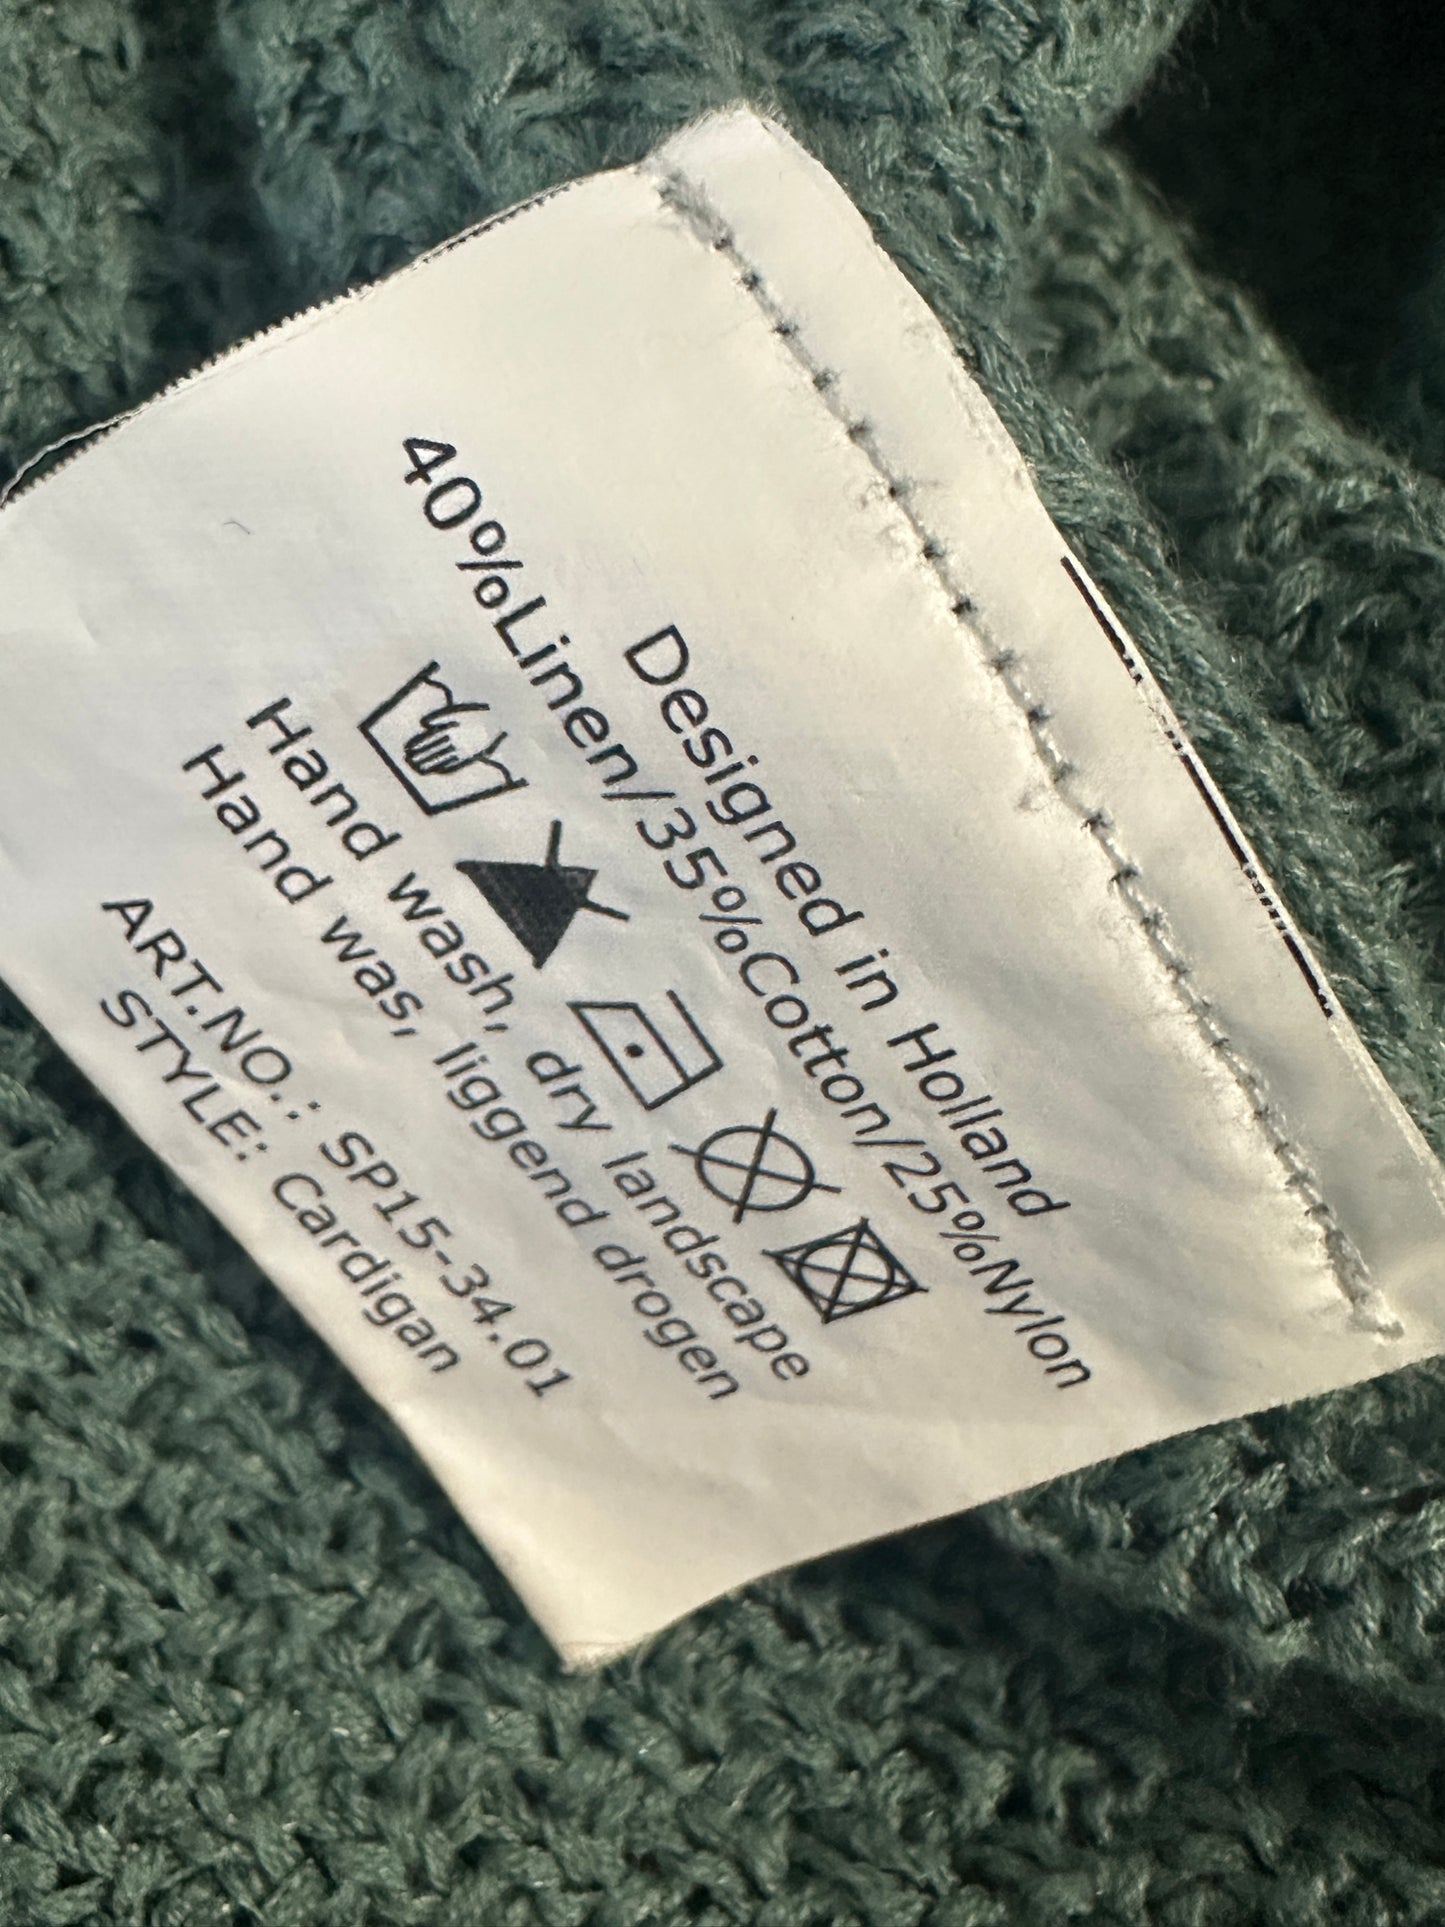 Designed in Holland
40%Linen/35%Cotton/25%Nylon
Hand wash, dry landscape
Hand was, liggend drogen
ART.NO.: SP15-34.01
STYLE: Cardigan